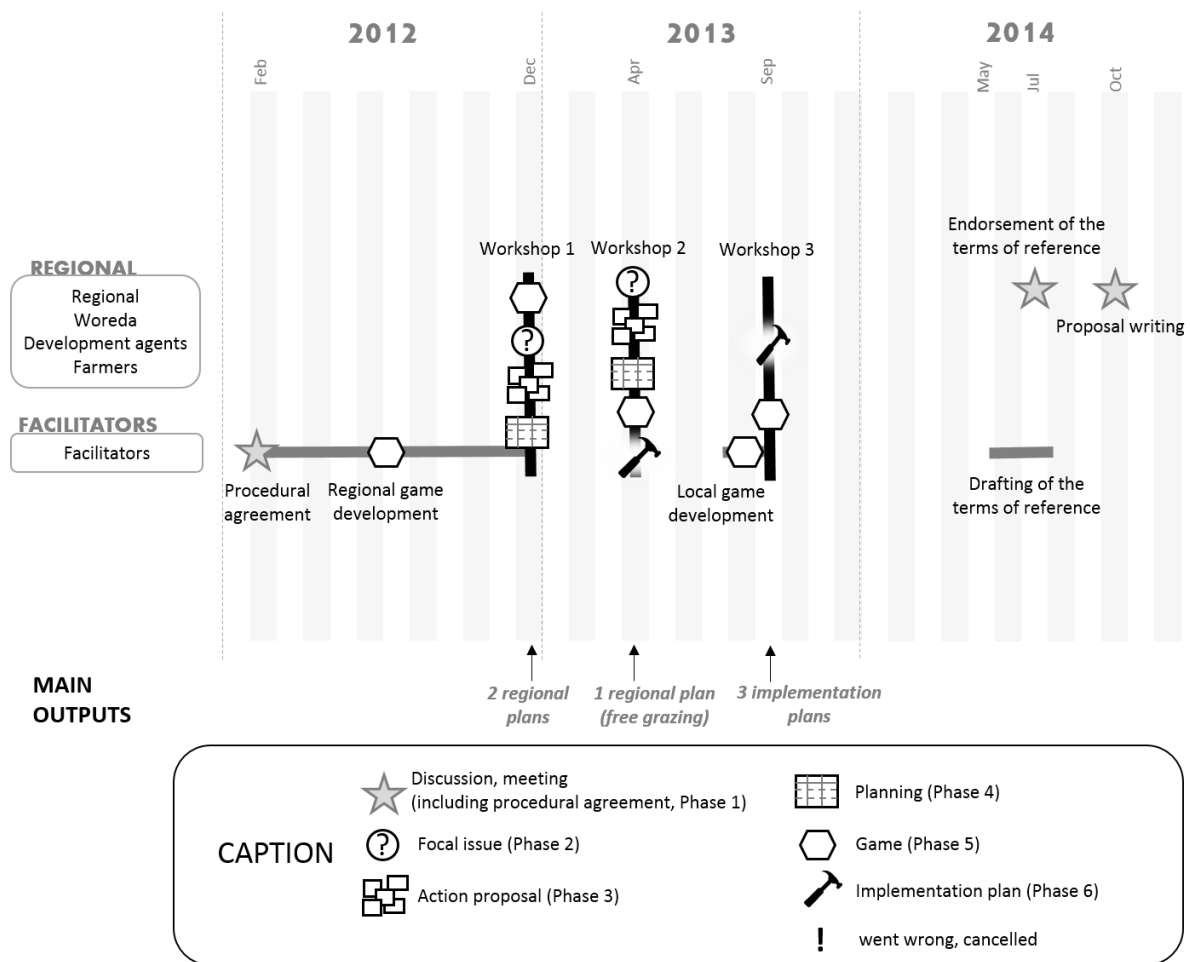 2012
2013
2014
Feb
Dec
Apr
Sep
May
Jul
Oct
Endorsement of the
terms of reference
Workshop 1
Workshop 2
Workshop 3
REGIONAL
Regional
Woreda
Development agents
Farmers
?
?
Proposal writing
FACILITATORS
Facilitators
Procedural
agreement
Regional game
development
Local game
development
Drafting of the
terms of reference
MAIN
OUTPUTS
2 regional
plans
1 regional plan
(free grazing)
3 implementation
plans
CAPTION
Discussion, meeting
(including procedural agreement, Phase 1)
? Focal issue (Phase 2)
Action proposal (Phase 3)
Planning (Phase 4)
Game (Phase 5)
Implementation plan (Phase 6)
! went wrong, cancelled